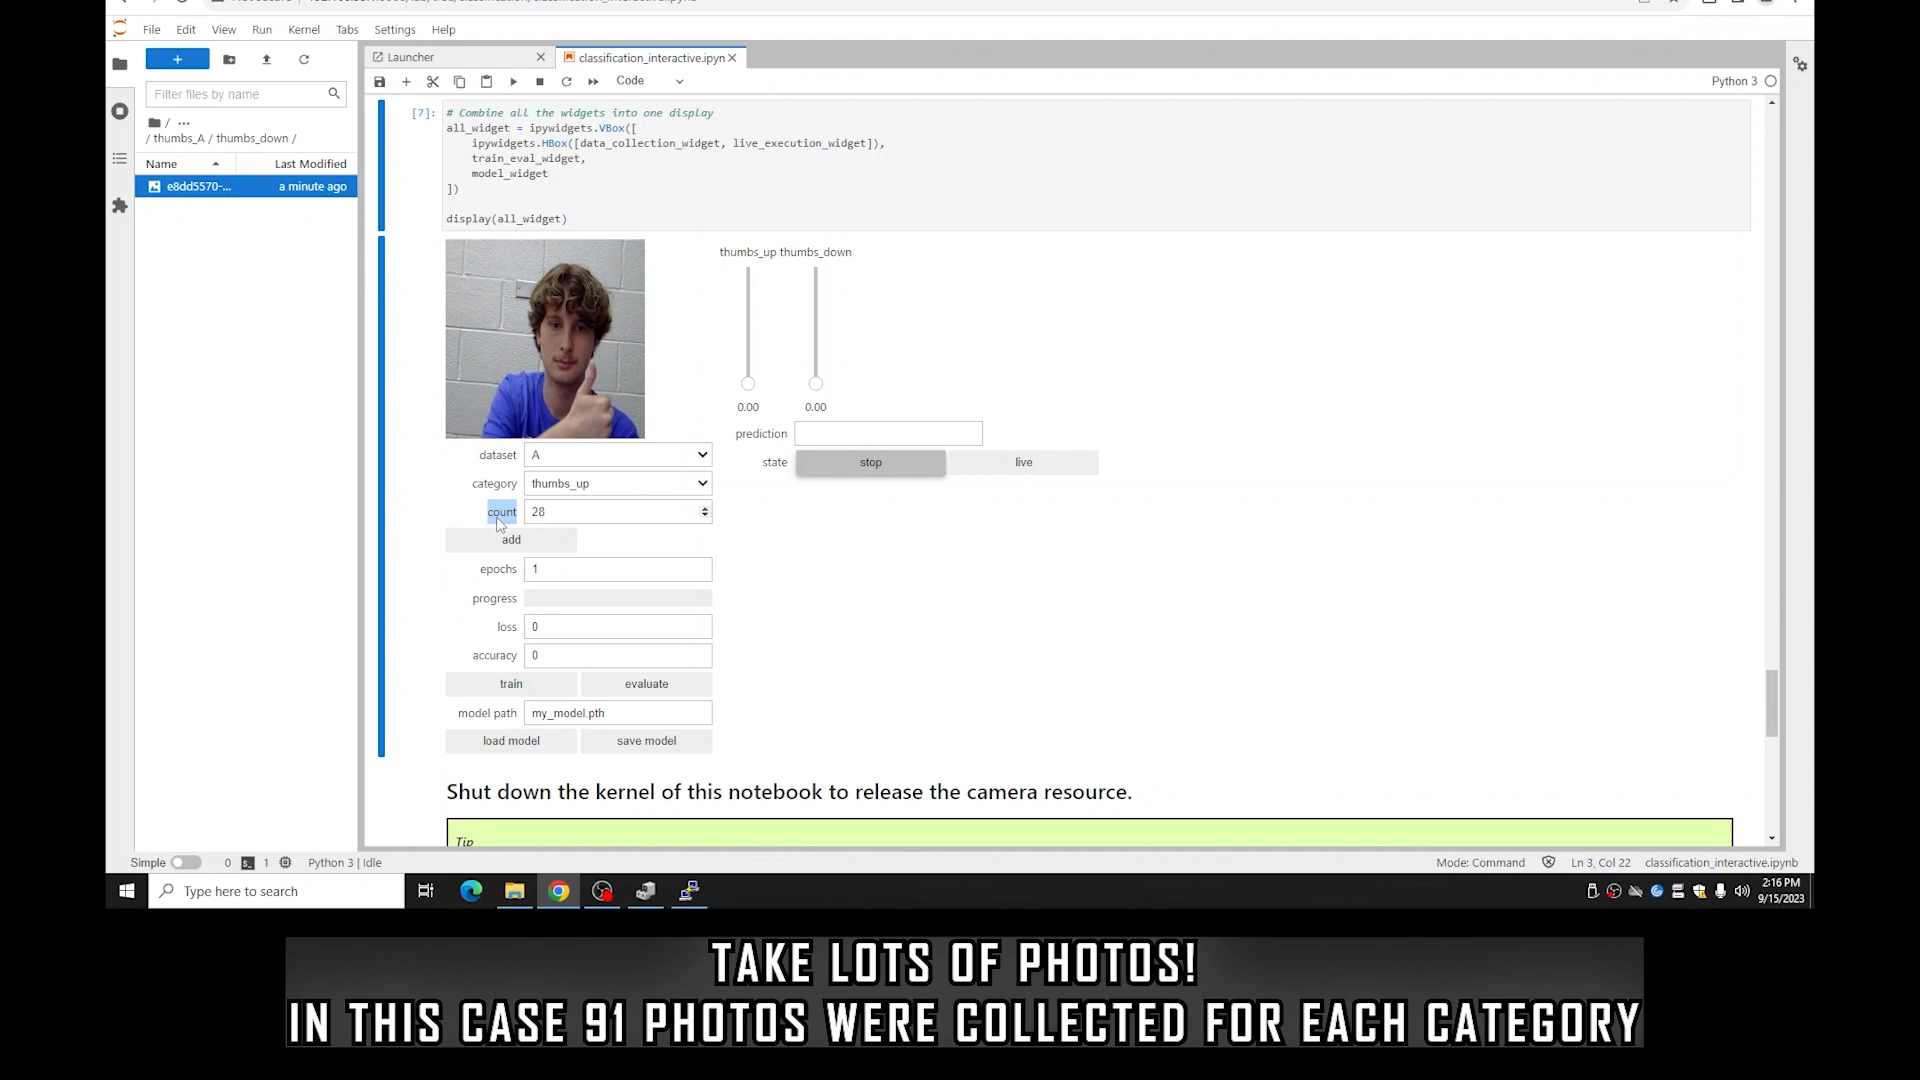 File Edit View Run Kernel Tabs Settings Help
Launcher
classification_interactive.ipyn
Code
Python 3
Filter files by name
/ ...
/ thumbs_A / thumbs_down /
Name Last Modified
e8dd5570-... a minute ago
[7]:
# Combine all the widgets into one display
all_widget = ipywidgets.VBox([
ipywidgets.HBox([data_collection_widget, live_execution_widget]),
train_eval_widget,
model_widget
])
display(all_widget)
thumbs_up thumbs_down
0.00 0.00
prediction
state stop live
dataset A
category thumbs_up
count 28
add
epochs 1
progress
loss 0
accuracy 0
train evaluate
model path my_model.pth
load model save model
Shut down the kernel of this notebook to release the camera resource.
Tip
Simple 0 1 Python 3 | Idle
Mode: Command Ln 3, Col 22 classification_interactive.ipynb
Type here to search
2:16 PM
9/15/2023
TAKE LOTS OF PHOTOS!
IN THIS CASE 91 PHOTOS WERE COLLECTED FOR EACH CATEGORY